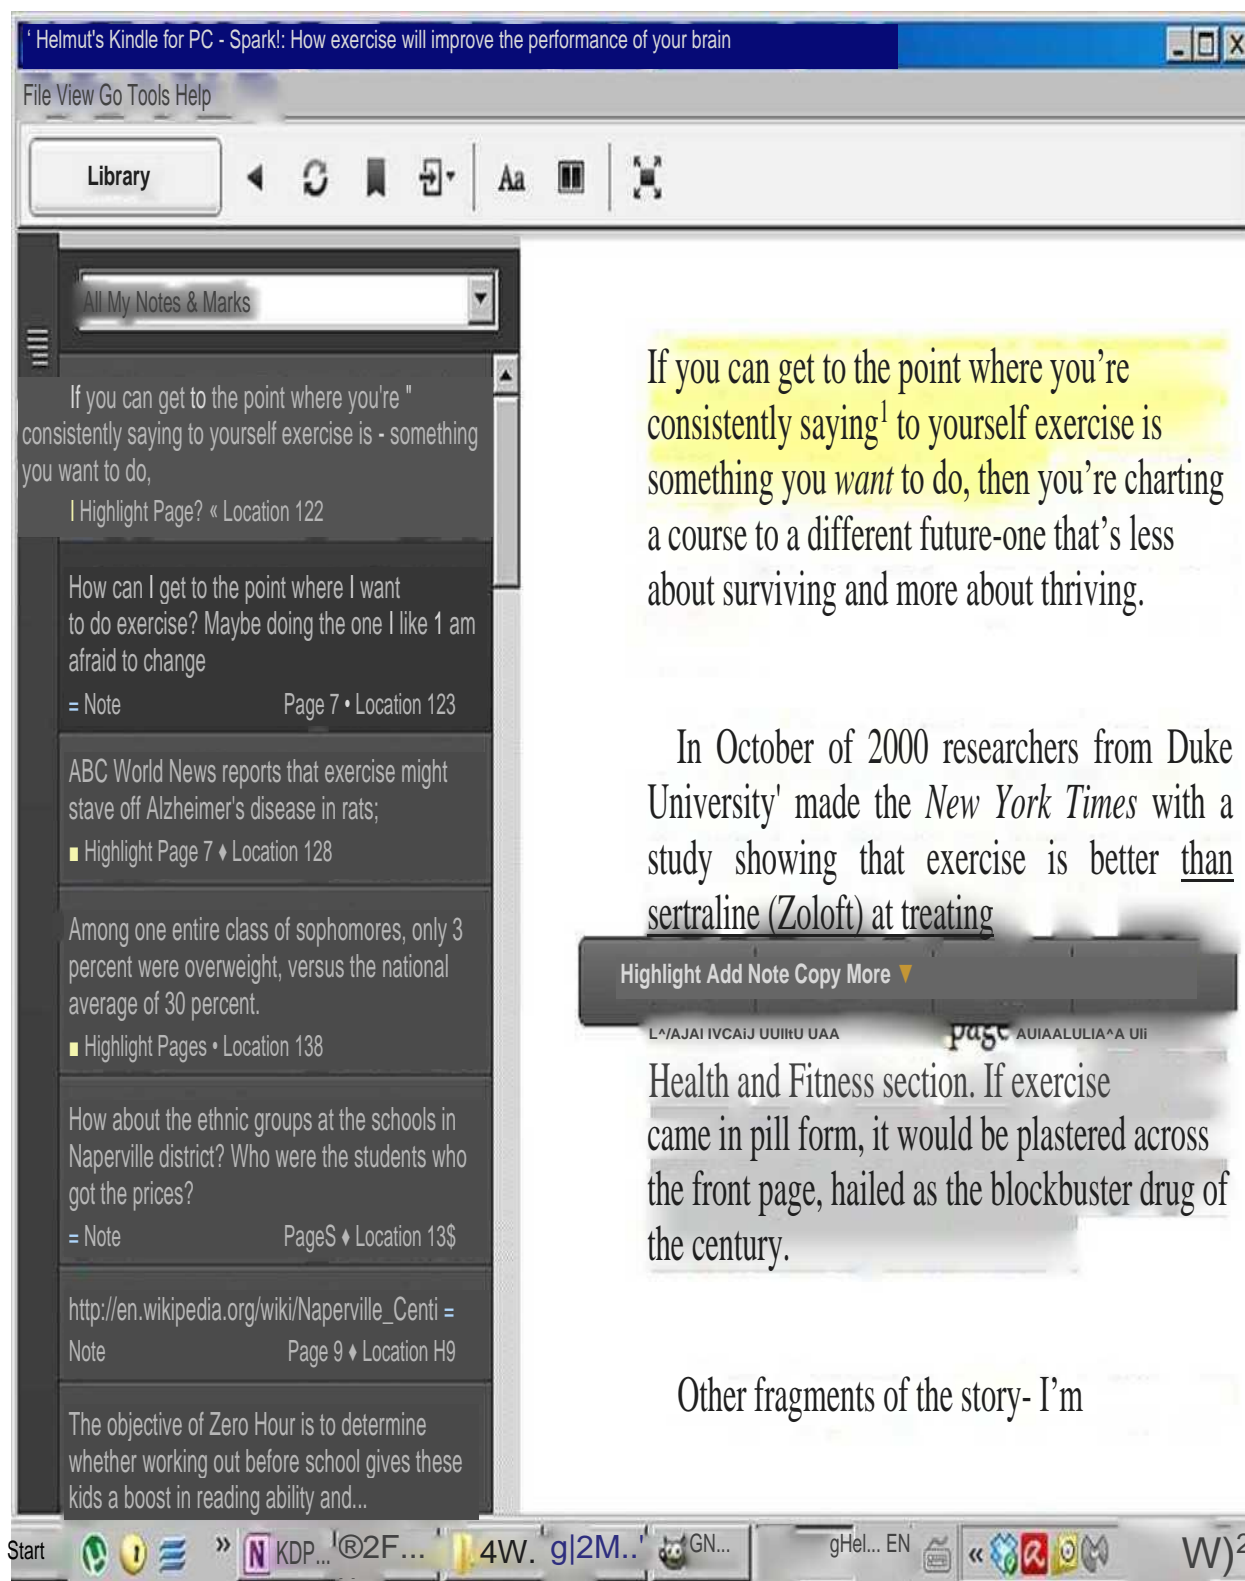 ‘ Helmut's Kindle for PC - Spark!: How exercise will improve the performance of your brain
File View Go Tools Help
Library
Aa
All My Notes & Marks
If you can get to the point where you're "
consistently saying to yourself exercise is - something
you want to do,
l Highlight Page? « Location 122
How can I get to the point where I want
to do exercise? Maybe doing the one I like 1 am
afraid to change
= Note Page 7 • Location 123
ABC World News reports that exercise might
stave off Alzheimer's disease in rats;
■ Highlight Page 7 ♦ Location 128
Among one entire class of sophomores, only 3
percent were overweight, versus the national
average of 30 percent.
■ Highlight Pages • Location 138
How about the ethnic groups at the schools in
Naperville district? Who were the students who
got the prices?
= Note PageS ♦ Location 13$
http://en.wikipedia.org/wiki/Naperville_Centi =
Note Page 9 ♦ Location H9
The objective of Zero Hour is to determine
whether working out before school gives these
kids a boost in reading ability and...
If you can get to the point where you’re
consistently saying1 to yourself exercise is
something you want to do, then you’re charting
a course to a different future-one that’s less
about surviving and more about thriving.
In October of 2000 researchers from Duke
University' made the New York Times with a
study showing that exercise is better than
sertraline (Zoloft) at treating
Highlight Add Note Copy More ▼
page
Health and Fitness section. If exercise
came in pill form, it would be plastered across
the front page, hailed as the blockbuster drug of
the century.
Other fragments of the story- I’m
Start » N KDP...'®2F... 4W. g|2M..' GN... gHel... EN « W)2